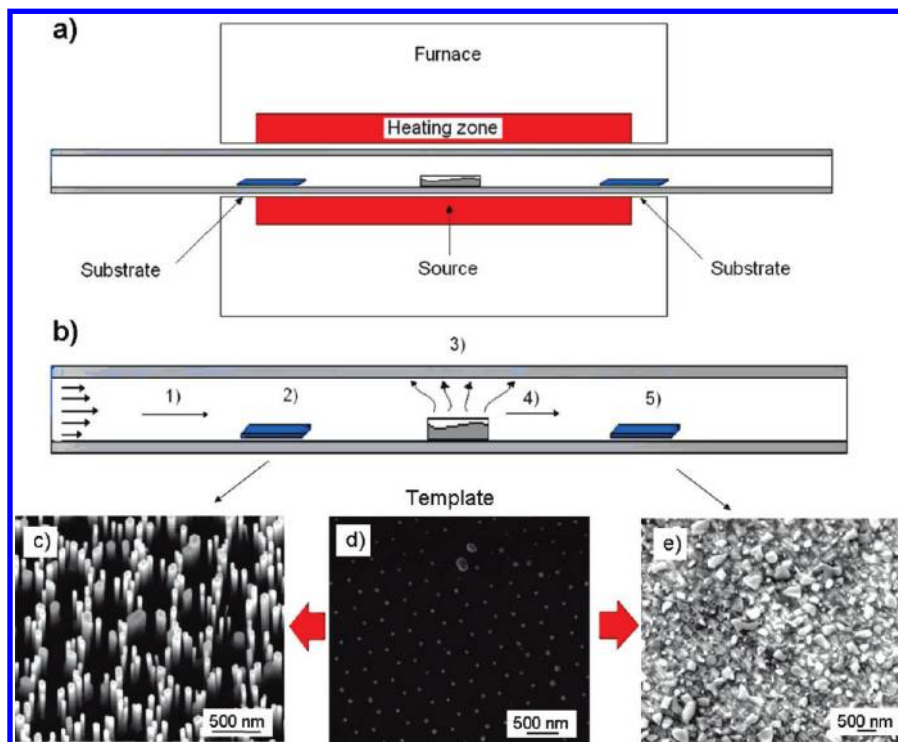 a)
Furnace
Heating zone
Substrate
Source
Substrate
b)
3)
1)
2)
4)
5)
Template
c)
d)
e)
500 nm
500 nm
500 nm